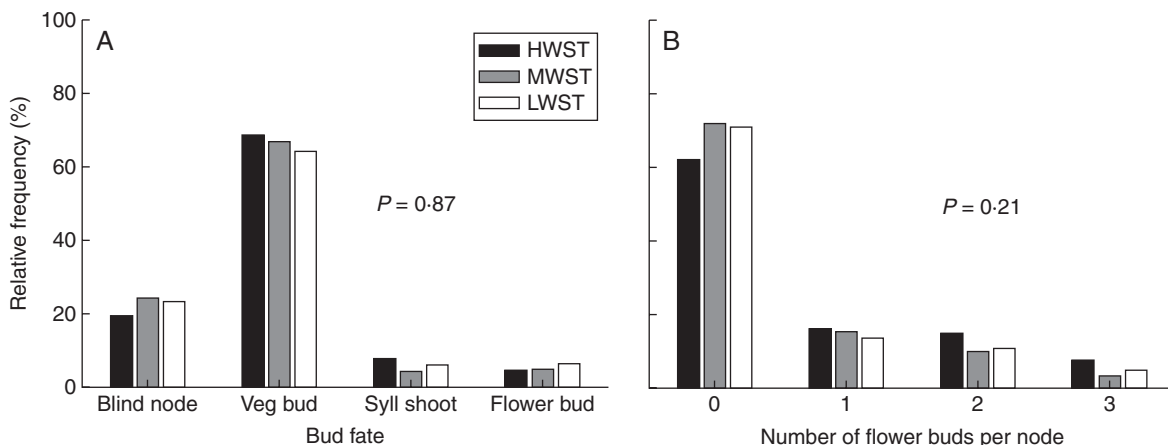 A
B
HWST
MWST
LWST
Relative frequency (%)
100
80
60
40
20
0
P = 0·87
P = 0·21
Blind node Veg bud Syll shoot Flower bud
0 1 2 3
Bud fate
Number of flower buds per node